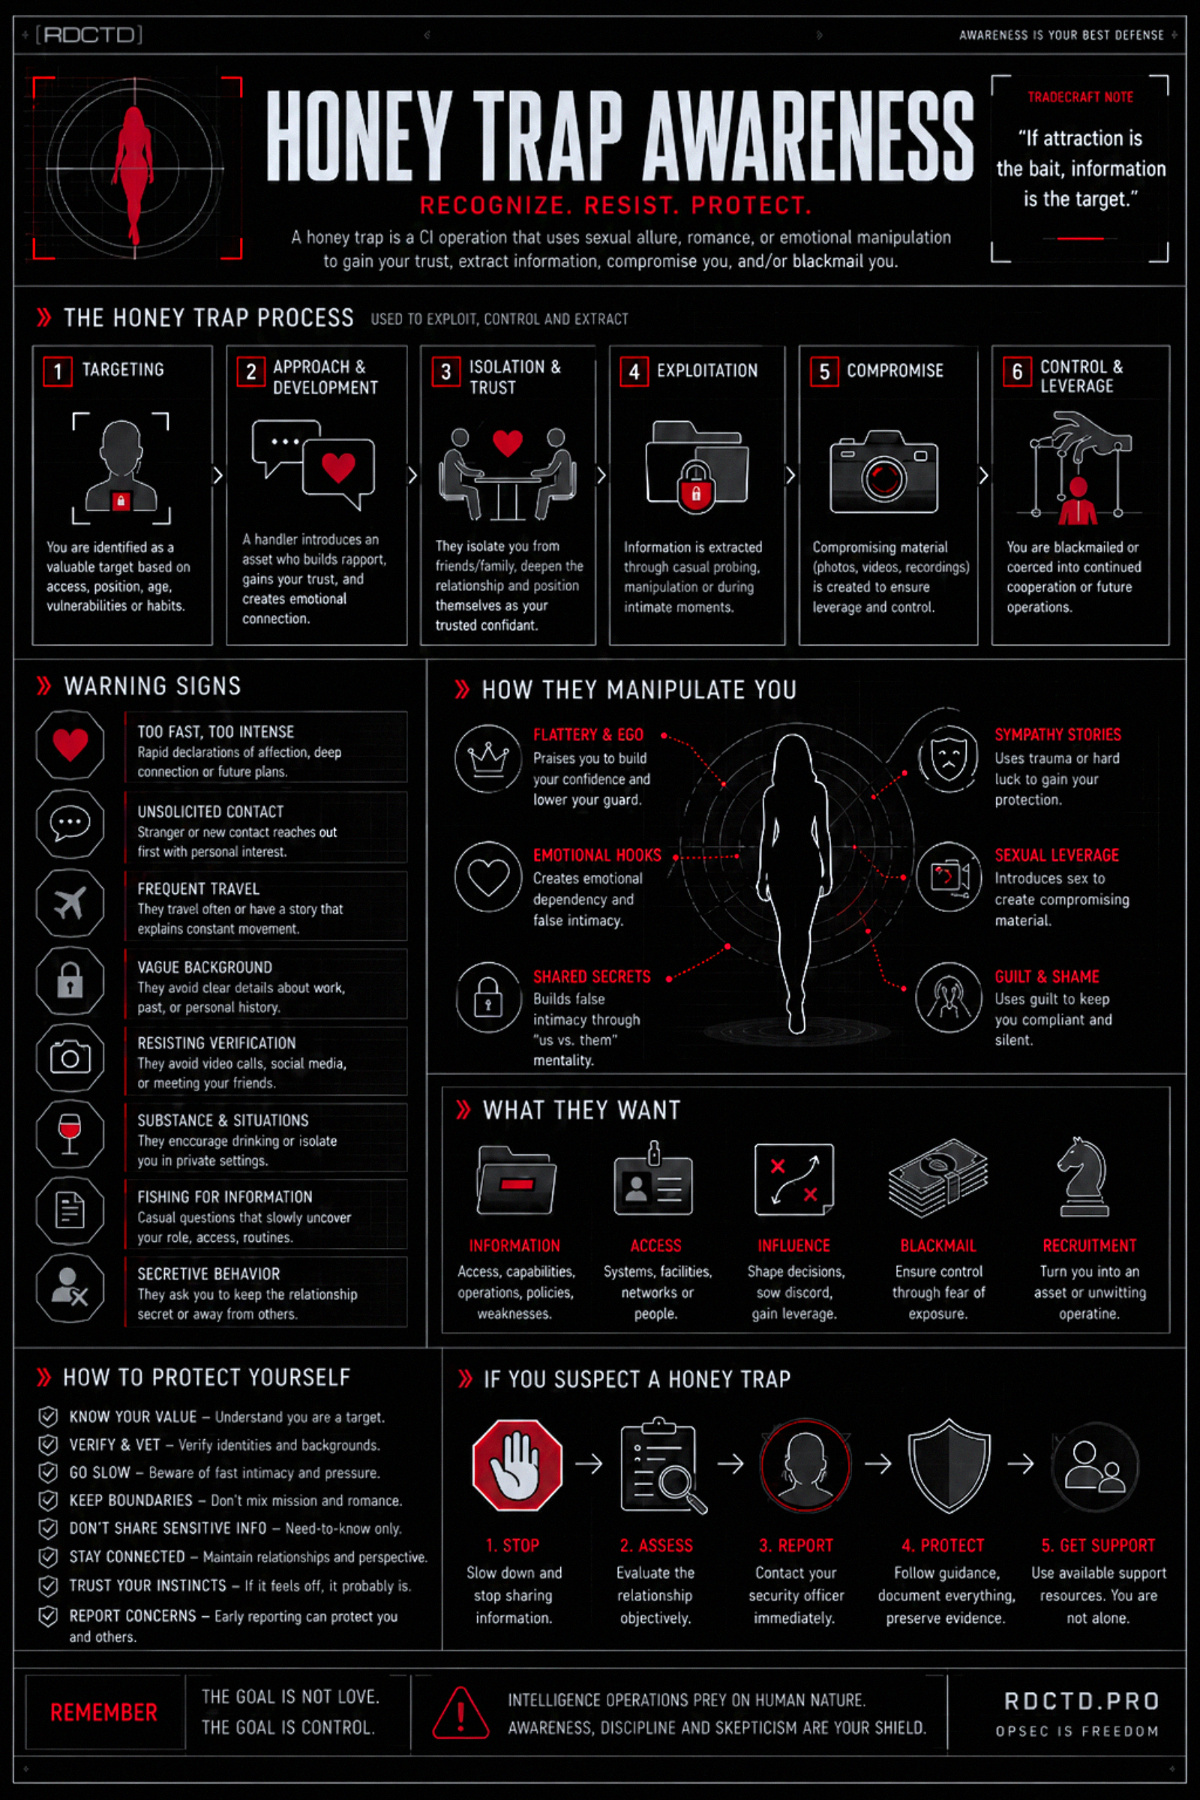 [RDCTD]
AWARENESS IS YOUR BEST DEFENSE
HONEY TRAP AWARENESS
RECOGNIZE. RESIST. PROTECT.
A honey trap is a CI operation that uses sexual allure, romance, or emotional manipulation
to gain your trust, extract information, compromise you, and/or blackmail you.
TRADECRAFT NOTE
"If attraction is
the bait, information
is the target."
THE HONEY TRAP PROCESS
USED TO EXPLOIT, CONTROL AND EXTRACT
1 TARGETING
You are identified as a
valuable target based on
access, position, age,
vulnerabilities or habits.
2 APPROACH &
DEVELOPMENT
A handler introduces an
asset who builds rapport,
gains your trust, and
creates emotional
connection.
3 ISOLATION &
TRUST
They isolate you from
friends/family, deepen the
relationship and position
themselves as your
trusted confidant.
4 EXPLOITATION
Information is extracted
through casual probing,
manipulation or during
intimate moments.
5 COMPROMISE
Compromising material
(photos, videos, recordings)
is created to ensure
leverage and control.
6 CONTROL &
LEVERAGE
You are blackmailed or
coerced into continued
cooperation or future
operations.
WARNING SIGNS
TOO FAST, TOO INTENSE
Rapid declarations of affection, deep
connection or future plans.
UNSOLICITED CONTACT
Stranger or new contact reaches out
first with personal interest.
FREQUENT TRAVEL
They travel often or have a story that
explains constant movement.
VAGUE BACKGROUND
They avoid clear details about work,
past, or personal history.
RESISTING VERIFICATION
They avoid video calls, social media,
or meeting your friends.
SUBSTANCE & SITUATIONS
They encourage drinking or isolate
you in private settings.
FISHING FOR INFORMATION
Casual questions that slowly uncover
your role, access, routines.
SECRETIVE BEHAVIOR
They ask you to keep the relationship
secret or away from others.
HOW THEY MANIPULATE YOU
FLATTERY & EGO
Praises you to build
your confidence and
lower your guard.
EMOTIONAL HOOKS
Creates emotional
dependency and
false intimacy.
SHARED SECRETS
Builds false
intimacy through
"us vs. them"
mentality.
SYMPATHY STORIES
Uses trauma or hard
luck to gain your
protection.
SEXUAL LEVERAGE
Introduces sex to
create compromising
material.
GUILT & SHAME
Uses guilt to keep
you compliant and
silent.
WHAT THEY WANT
INFORMATION
Access, capabilities,
operations, policies,
weaknesses.
ACCESS
Systems, facilities,
networks or
people.
INFLUENCE
Shape decisions,
sow discord,
gain leverage.
BLACKMAIL
Ensure control
through fear of
exposure.
RECRUITMENT
Turn you into an
asset or unwitting
operatine.
HOW TO PROTECT YOURSELF
KNOW YOUR VALUE – Understand you are a target.
VERIFY & VET – Verify identities and backgrounds.
GO SLOW – Beware of fast intimacy and pressure.
KEEP BOUNDARIES – Don't mix mission and romance.
DON'T SHARE SENSITIVE INFO – Need-to-know only.
STAY CONNECTED – Maintain relationships and perspective.
TRUST YOUR INSTINCTS – If it feels off, it probably is.
REPORT CONCERNS – Early reporting can protect you
and others.
IF YOU SUSPECT A HONEY TRAP
1. STOP
Slow down and
stop sharing
information.
2. ASSESS
Evaluate the
relationship
objectively.
3. REPORT
Contact your
security officer
immediately.
4. PROTECT
Follow guidance,
document everything,
preserve evidence.
5. GET SUPPORT
Use available support
resources. You are
not alone.
REMEMBER
THE GOAL IS NOT LOVE.
THE GOAL IS CONTROL.
INTELLIGENCE OPERATIONS PREY ON HUMAN NATURE.
AWARENESS, DISCIPLINE AND SKEPTICISM ARE YOUR SHIELD.
RDCTD.PRO
OPSEC IS FREEDOM